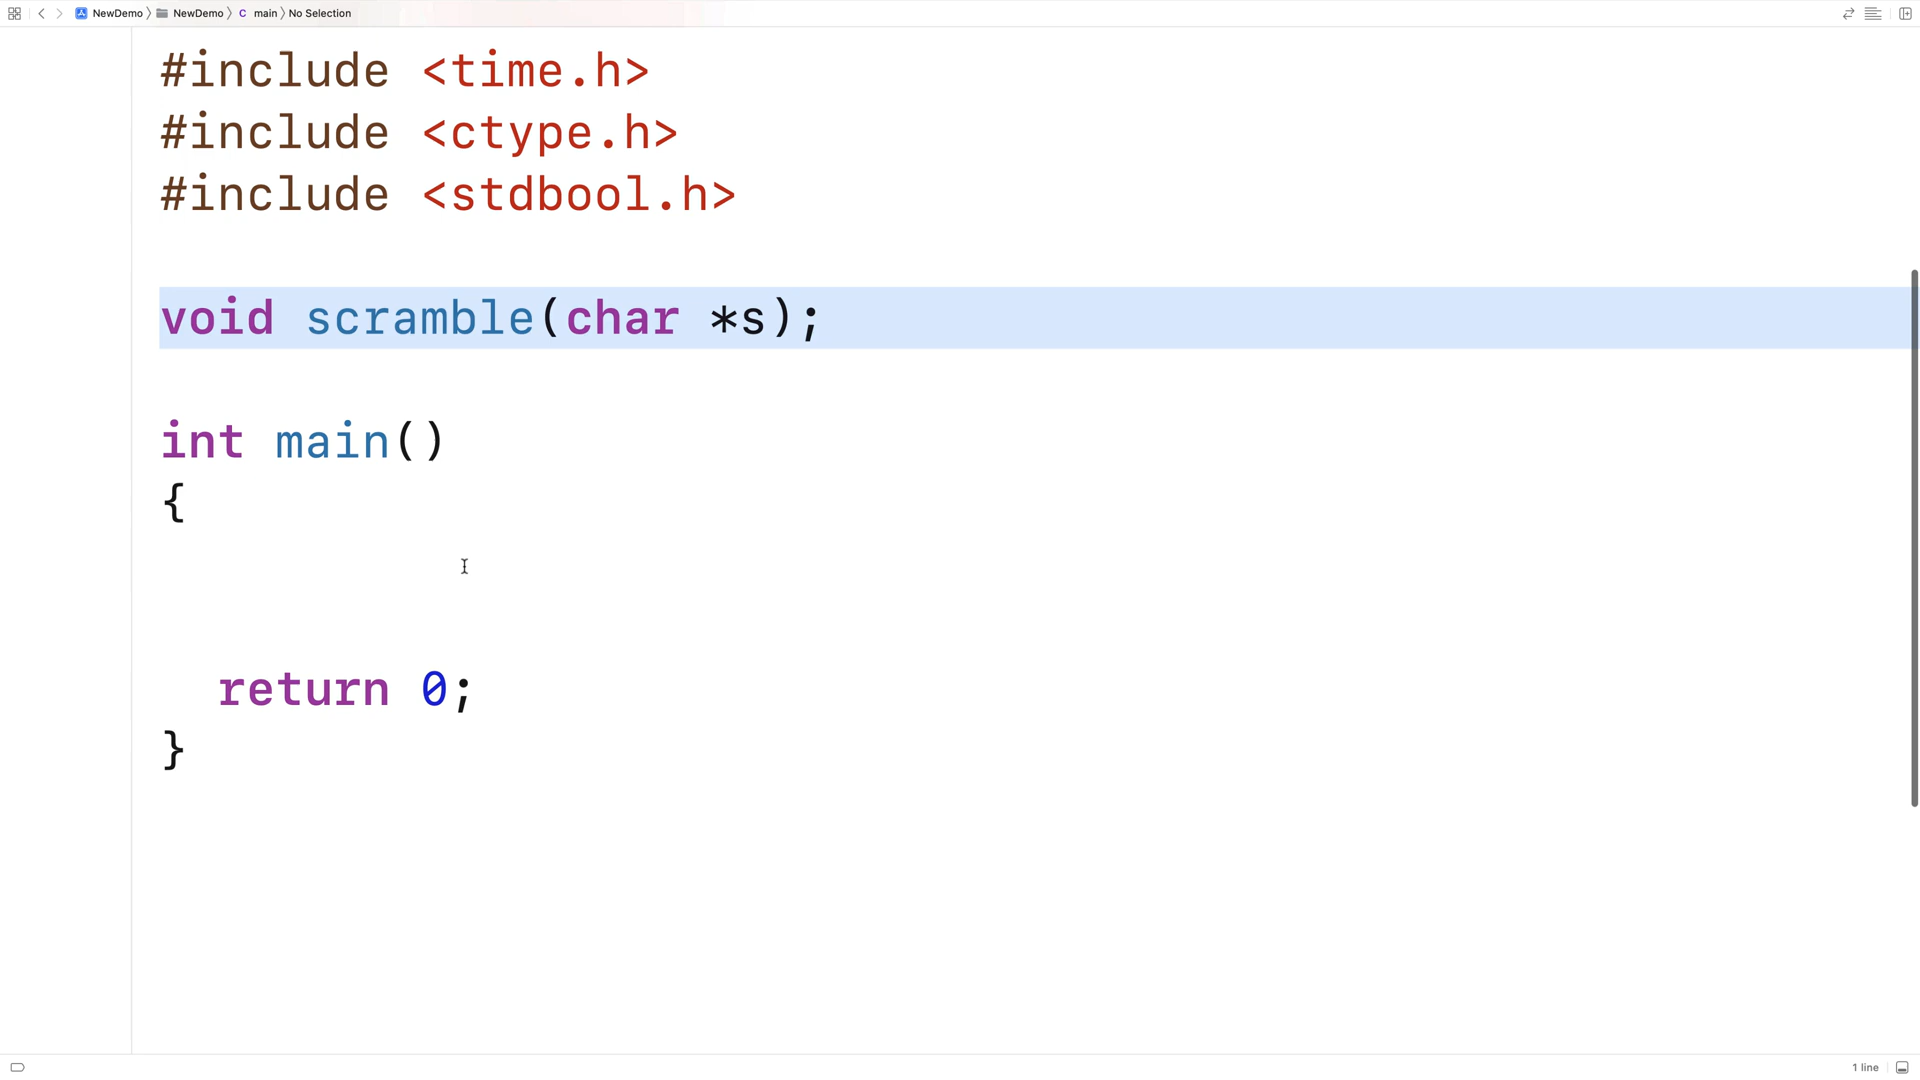 NewDemo 〉 NewDemo 〉 C main 〉 No Selection
#include <time.h>
#include <ctype.h>
#include <stdbool.h>
void scramble(char *s);
int main()
{
return 0;
}
1 line